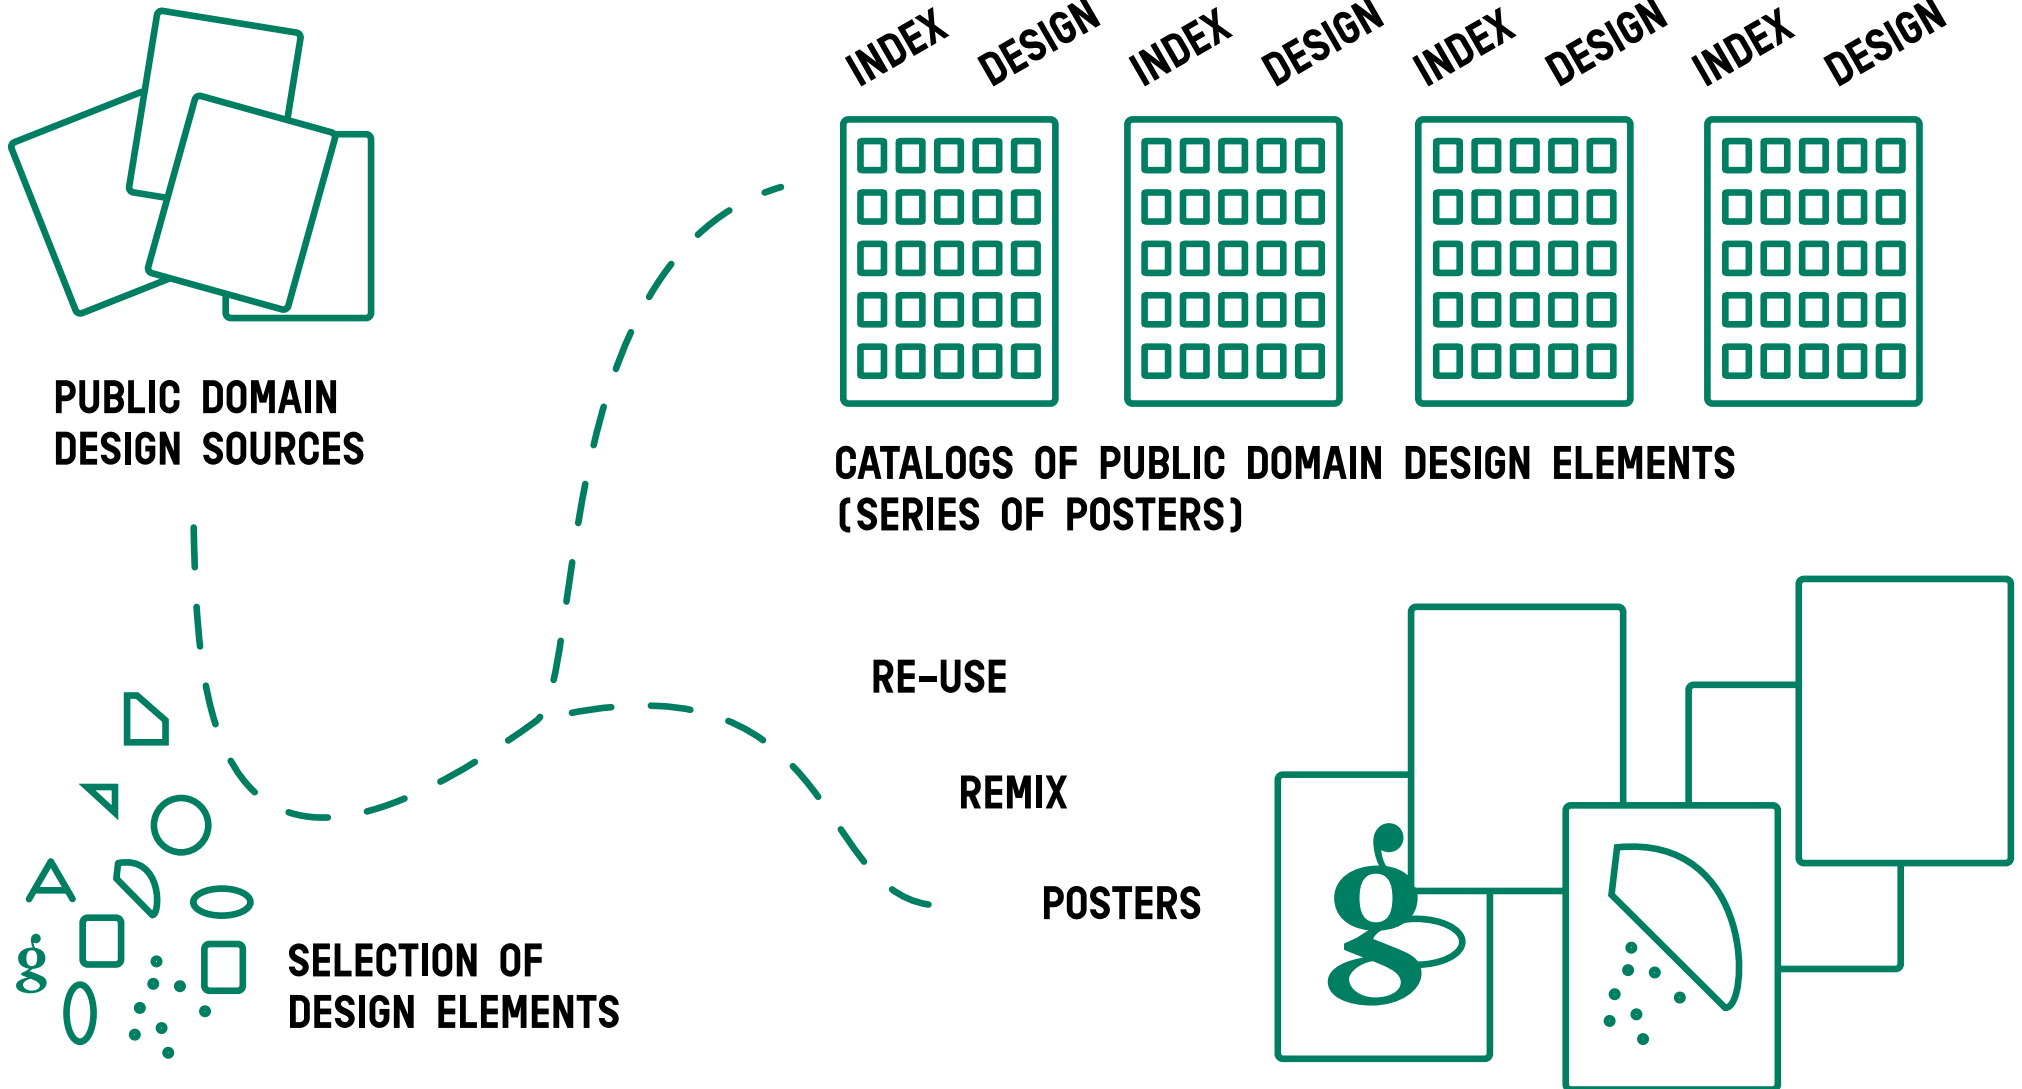 INDEX DESIGN INDEX DESIGN INDEX DESIGN INDEX DESIGN
PUBLIC DOMAIN
DESIGN SOURCES
CATALOGS OF PUBLIC DOMAIN DESIGN ELEMENTS
(SERIES OF POSTERS)
RE-USE
REMIX
POSTERS
A
g
SELECTION OF
DESIGN ELEMENTS
g